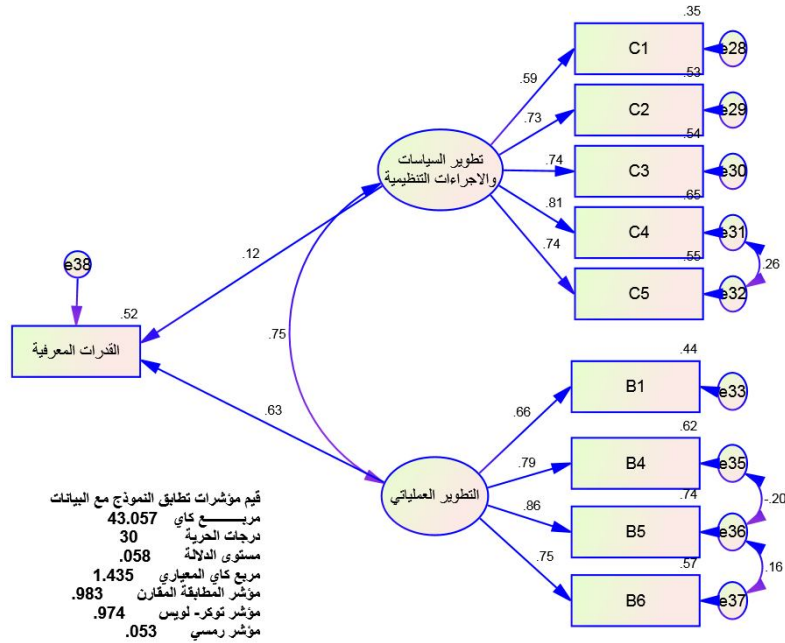 .35
C1
e28
.59
.53
C2
e29
.73
.54
تطوير السياسات
والاجراءات التنظيمية
.74
C3
e30
.65
.81
C4
e31
.74
.55
.26
C5
e32
.12
e38
.52
القدرات المعرفية
.75
.63
.44
B1
e33
.66
.62
B4
e35
.79
.74
-.20
التطوير العملياتي
.86
B5
e36
.75
.57
.16
B6
e37
قيم مؤشرات تطابق النموذج مع البيانات
مربـــــع كاي 43.057
درجات الحرية 30
مستوى الدلالة .058
مربع كاي المعياري 1.435
مؤشر المطابقة المقارن .983
مؤشر توكر- لويس .974
مؤشر رمسي .053